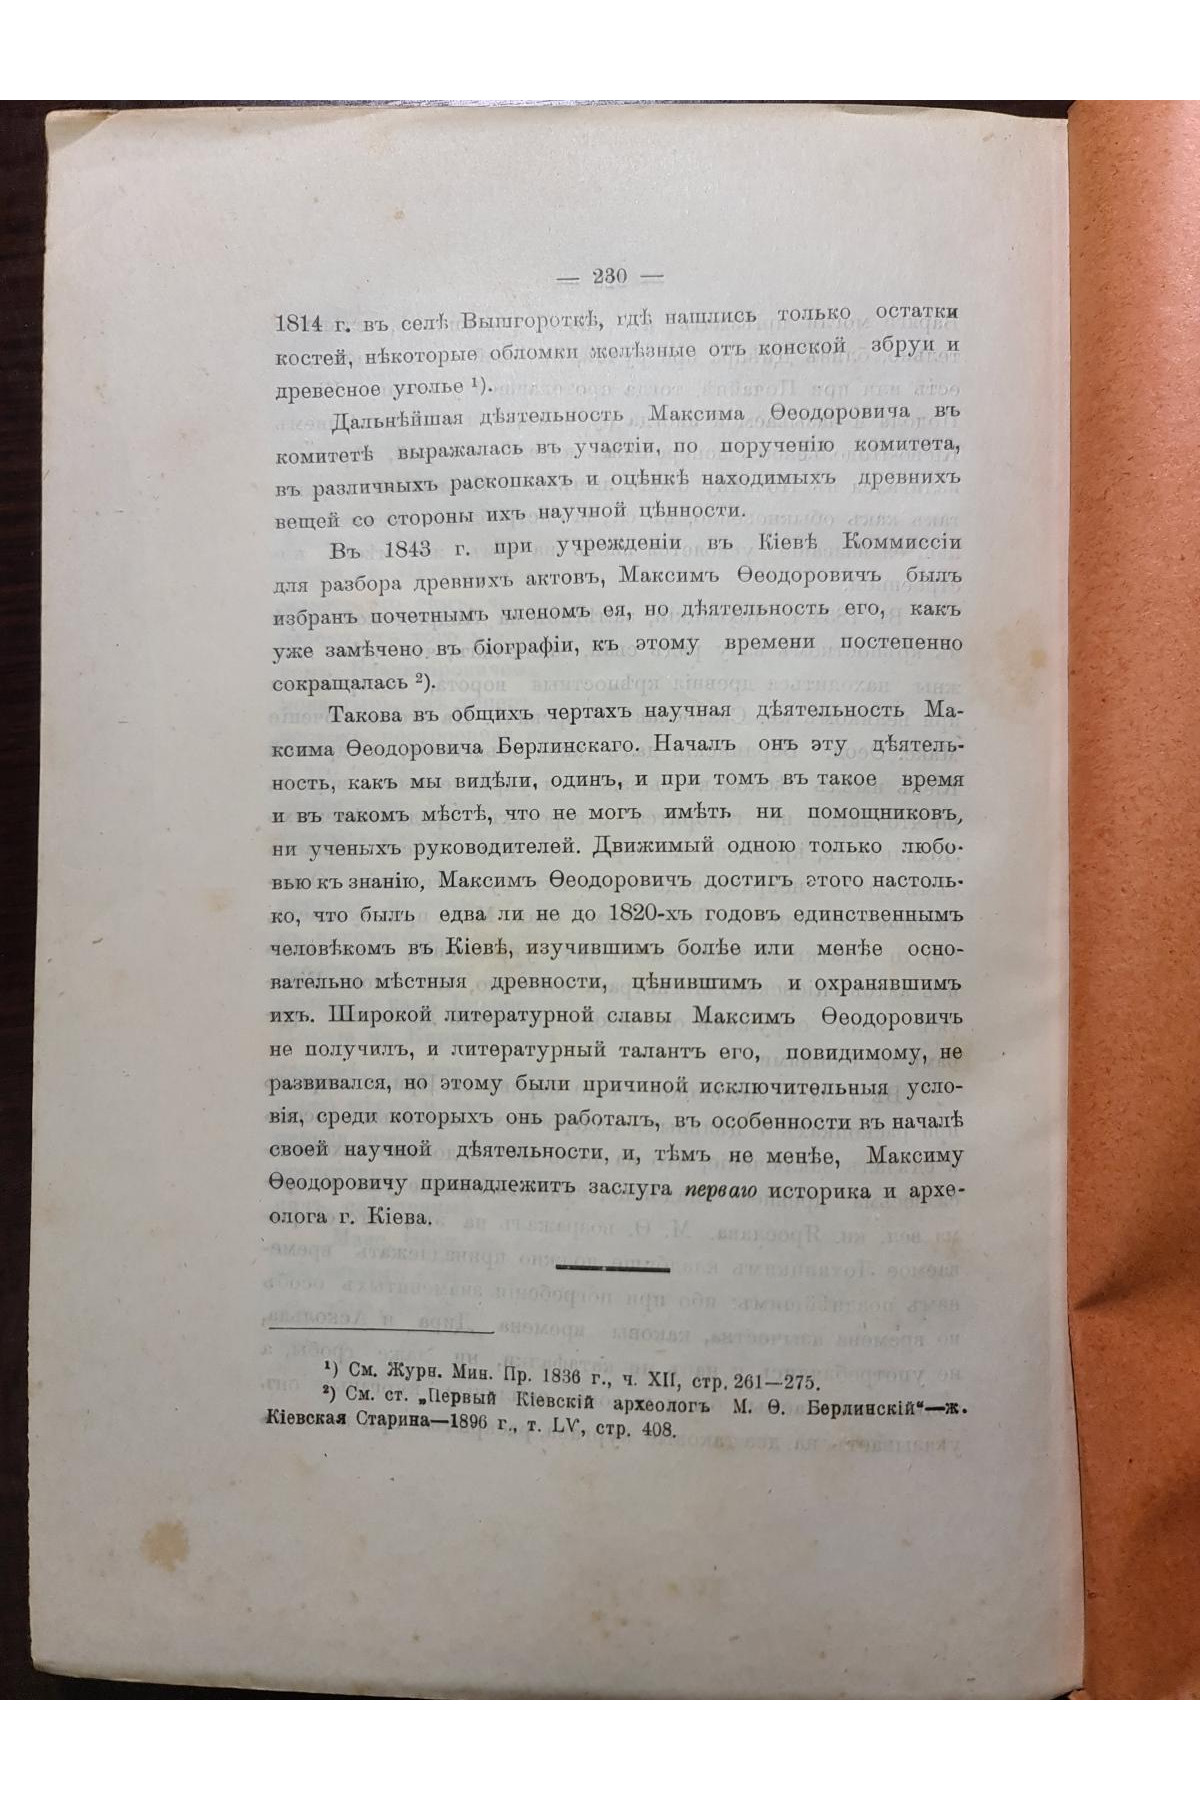 — 230 —
1814 г. въ селѣ Вышгороткѣ, гдѣ нашлись только остатки
костей, нѣкоторые обломки желѣзные отъ конской збруи и
древесное уголье ¹).
Дальнѣйшая дѣятельность Максима Ѳеодоровича въ
комитетѣ выражалась въ участіи, по порученію комитета,
въ различныхъ раскопкахъ и оцѣнкѣ находимыхъ древнихъ
вещей со стороны ихъ научной цѣнности.
Въ 1843 г. при учрежденіи въ Кіевѣ Коммиссіи
для разбора древнихъ актовъ, Максимъ Ѳеодоровичъ былъ
избранъ почетнымъ членомъ ея, но дѣятельность его, какъ
уже замѣчено въ біографіи, къ этому времени постепенно
сокращалась ²).
Такова въ общихъ чертахъ научная дѣятельность Ма-
ксима Ѳеодоровича Берлинскаго. Началъ онъ эту дѣятель-
ность, какъ мы видѣли, одинъ, и при томъ въ такое время
и въ такомъ мѣстѣ, что не могъ имѣть ни помощниковъ,
ни ученыхъ руководителей. Движимый одною только любо-
вью къ знанію, Максимъ Ѳеодоровичъ достигъ этого настоль-
ко, что былъ едва ли не до 1820-хъ годовъ единственнымъ
человѣкомъ въ Кіевѣ, изучившимъ болѣе или менѣе осно-
вательно мѣстныя древности, цѣнившимъ и охранявшимъ
ихъ. Широкой литературной славы Максимъ Ѳеодоровичъ
не получилъ, и литературный талантъ его, повидимому, не
развивался, но этому были причиной исключительныя усло-
вія, среди которыхъ онь работалъ, въ особенности въ началѣ
своей научной дѣятельности, и, тѣмъ не менѣе, Максиму
Ѳеодоровичу принадлежитъ заслуга перваго историка и архе-
олога г. Кіева.
¹) См. Журн. Мин. Пр. 1836 г., ч. XII, стр. 261—275.
²) См. ст. „Первый Кіевскій археологъ М. Ѳ. Берлинскій“—ж.
Кіевская Старина—1896 г., т. LV, стр. 408.